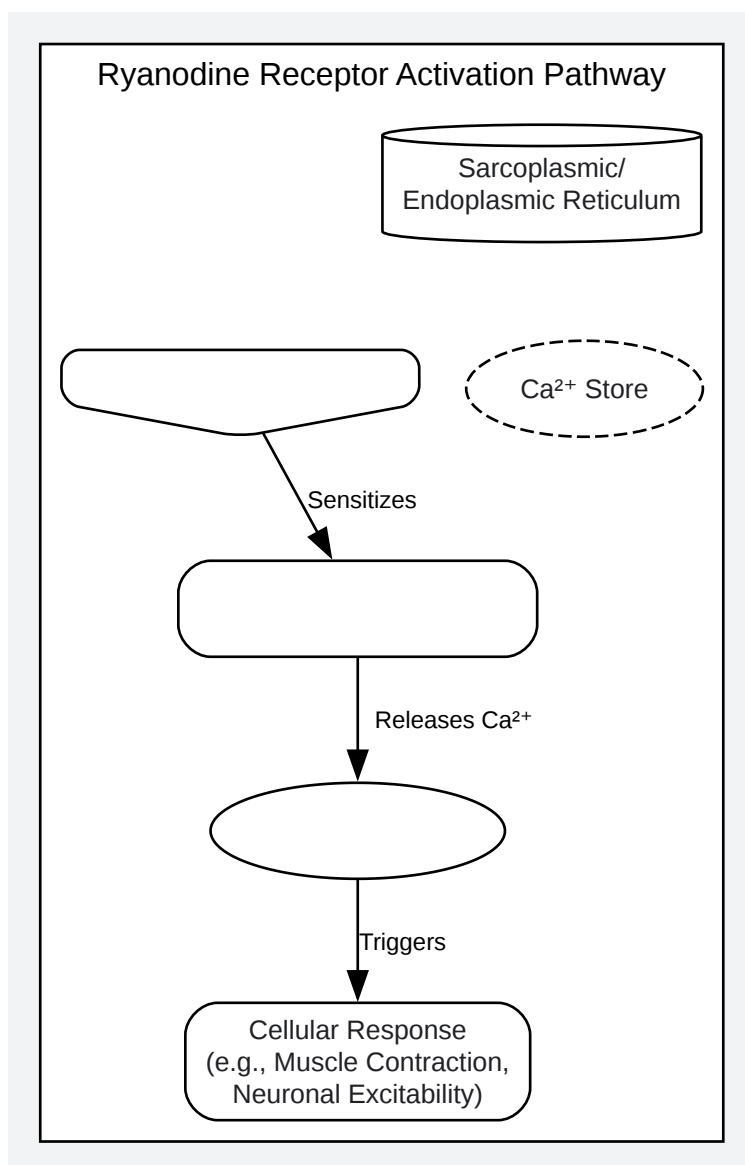 Ryanodine Receptor Activation Pathway
Sarcoplasmic/
Endoplasmic Reticulum
Ca²⁺ Store
Sensitizes
Releases Ca²⁺
Triggers
Cellular Response
(e.g., Muscle Contraction,
Neuronal Excitability)